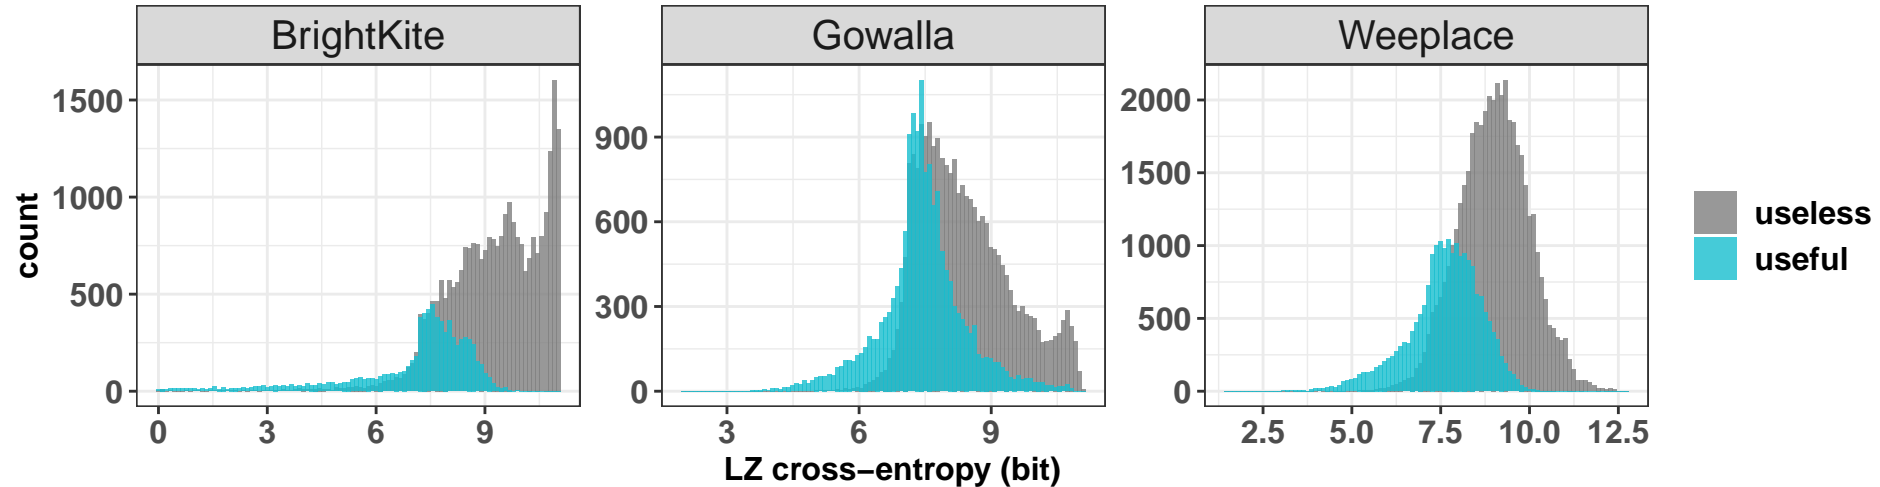 BrightKite
Gowalla
Weeplace
1500
1000
500
0
900
600
300
0
2000
1500
1000
500
0
count
0 3 6 9
3 6 9
2.5 5.0 7.5 10.0 12.5
LZ cross−entropy (bit)
useless
useful